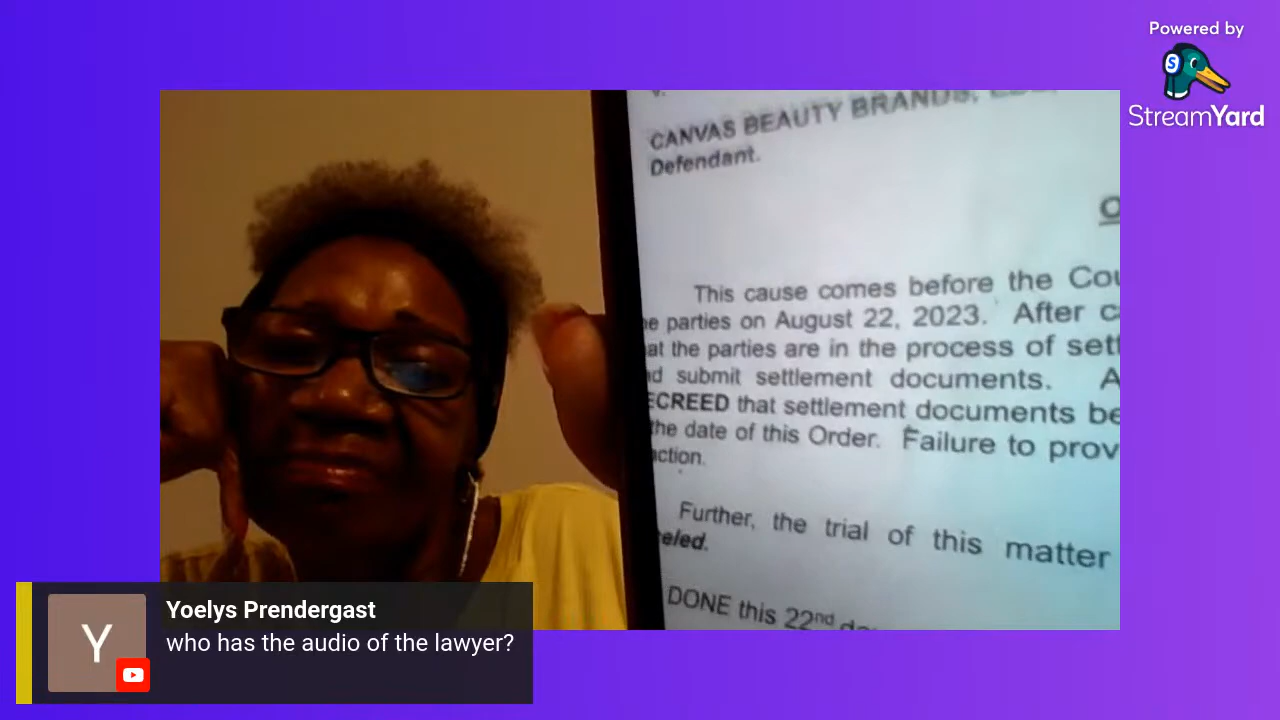 Powered by
S
StreamYard
v.
CANVAS BEAUTY BRANDS,
Defendant.
This cause comes before the
parties on August 22, 2023. After
the parties are in the process of
submit settlement documents.
that settlement documents
the date of this Order. Failure to
Further, the trial of this matter
DONE this 22nd
Yoelys Prendergast
Y
who has the audio of the lawyer?